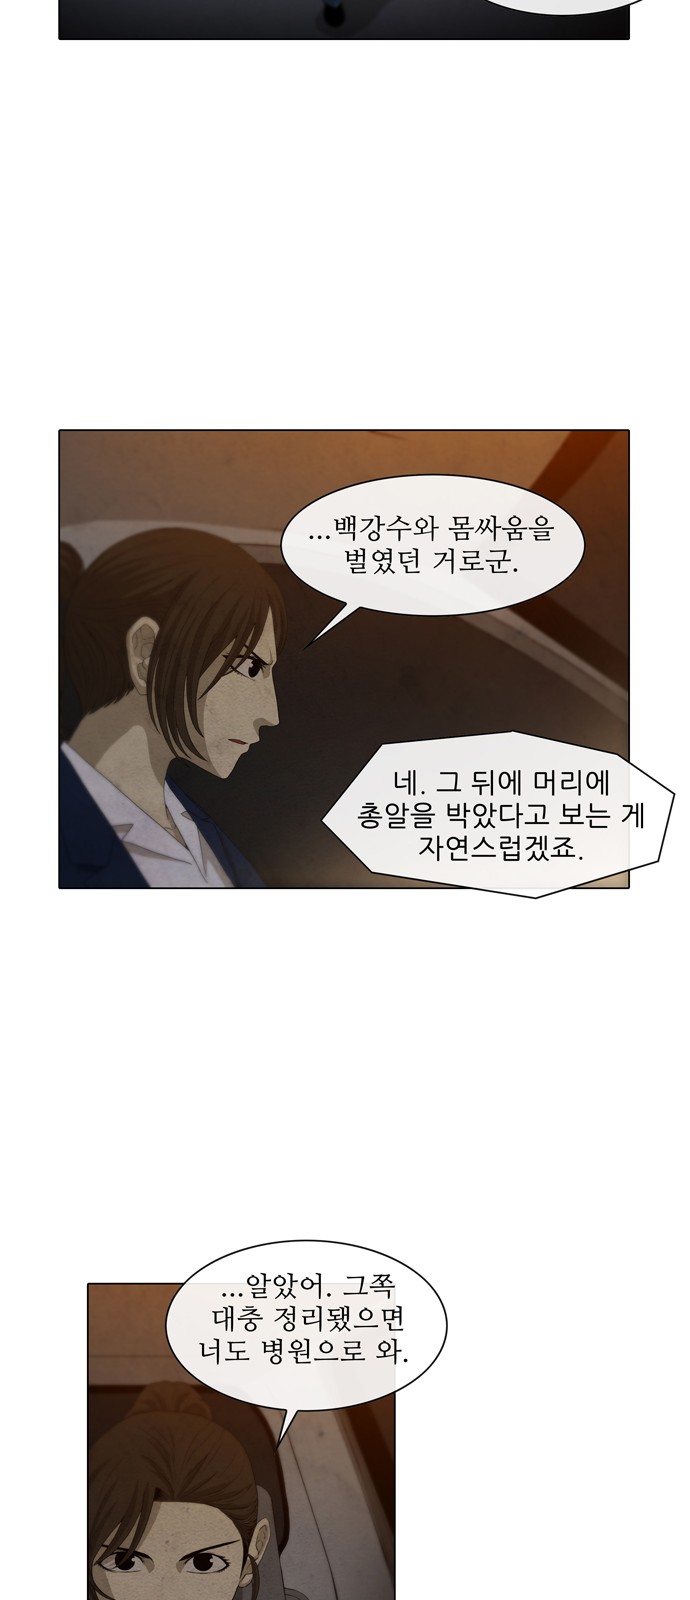 ...백강수와 몸싸움을
벌였던 거로군.
네. 그 뒤에 머리에
총알을 박았다고 보는 게
자연스럽겠죠.
...알았어. 그쪽
대충 정리됐으면
너도 병원으로 와.